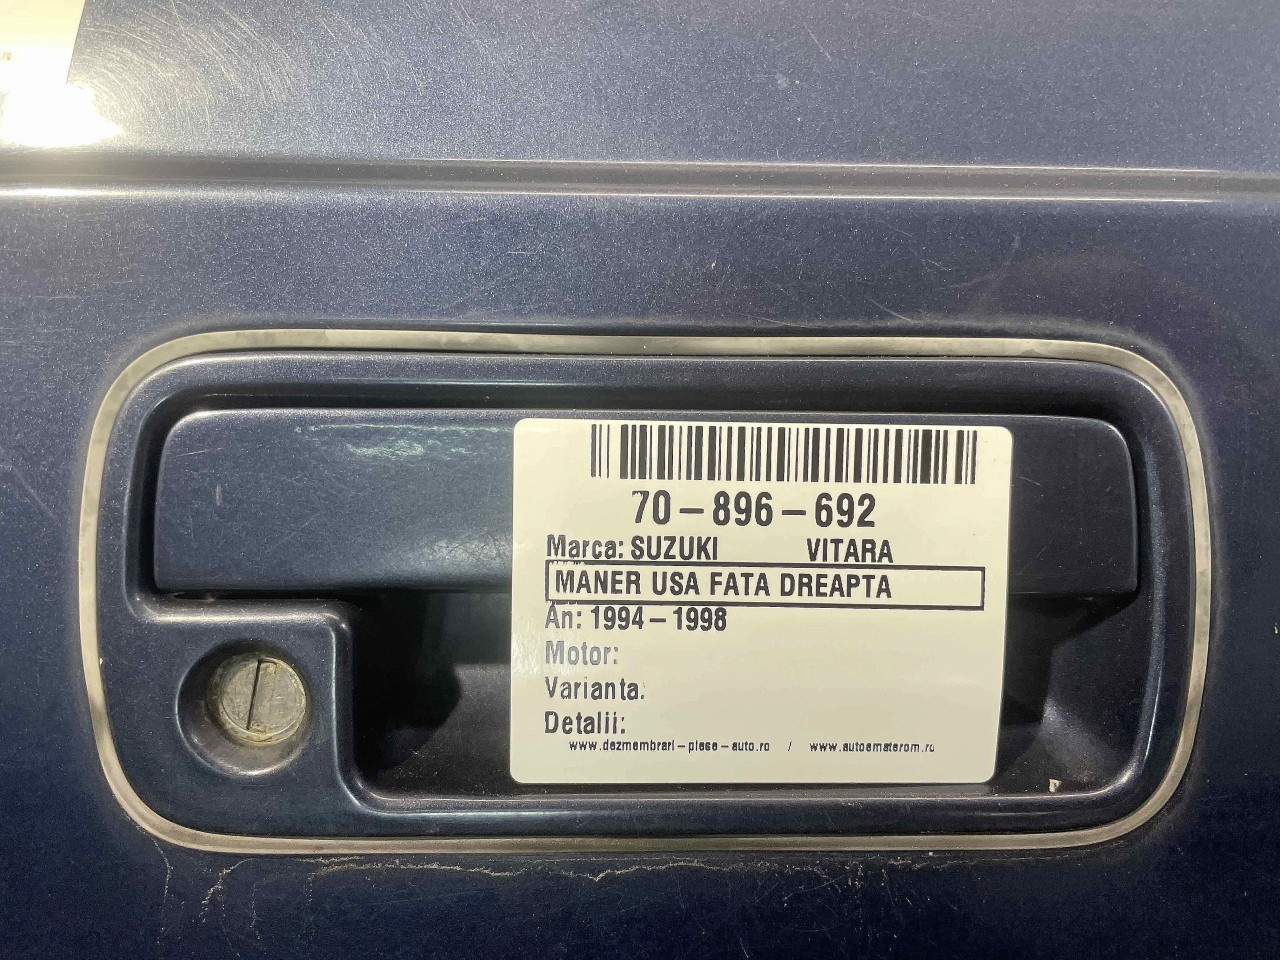 70-896-692
Marca: SUZUKI VITARA
MANER USA FATA DREAPTA
An: 1994-1998
Motor:
Varianta:
Detalii:
www.dezmembrari-piese-auto.ro / www.autoematerom.ro